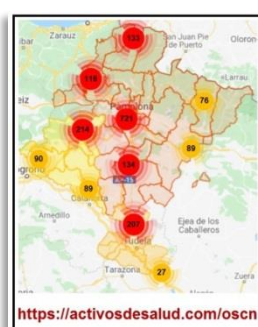 Zarauz
San Juan Pie
de Puerto
Oloron-
133
Larrau
118
76
Pamplona
721
214
89
90
134
89
Calahorra
Arnedillo
207
Ejea de los
Caballeros
Tudela
Tarazona
27
Zuera
https://activosdesalud.com/oscn